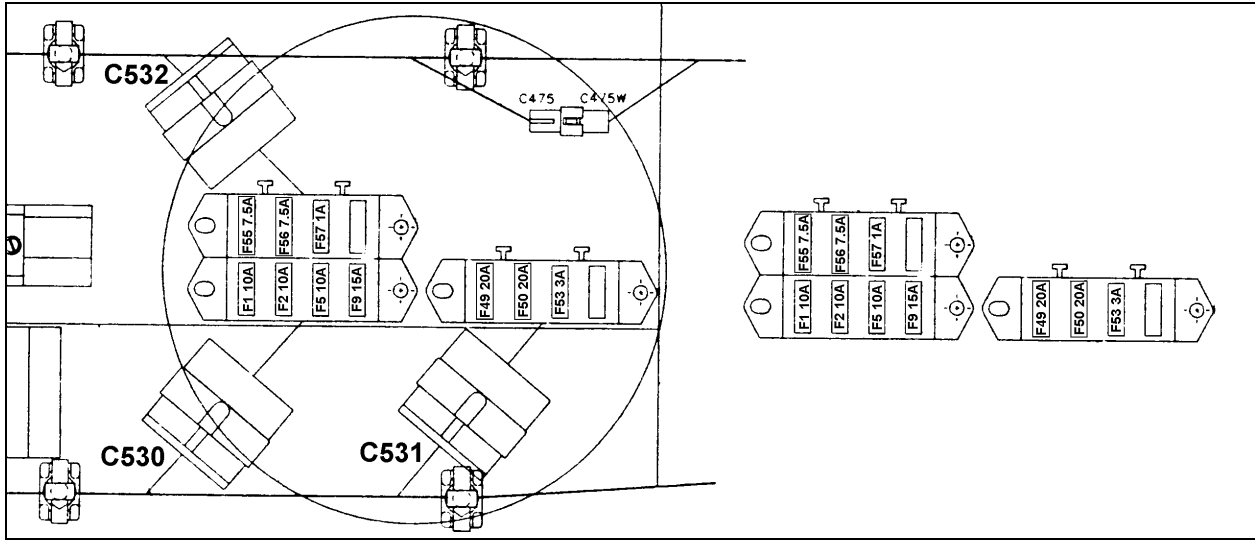 C532
C475 C475W
F55 7.5A
F56 7.5A
F57 1A
F1 10A
F2 10A
F5 10A
F9 15A
F49 20A
F50 20A
F53 3A
F55 7.5A
F56 7.5A
F57 1A
F1 10A
F2 10A
F5 10A
F9 15A
F49 20A
F50 20A
F53 3A
C530
C531